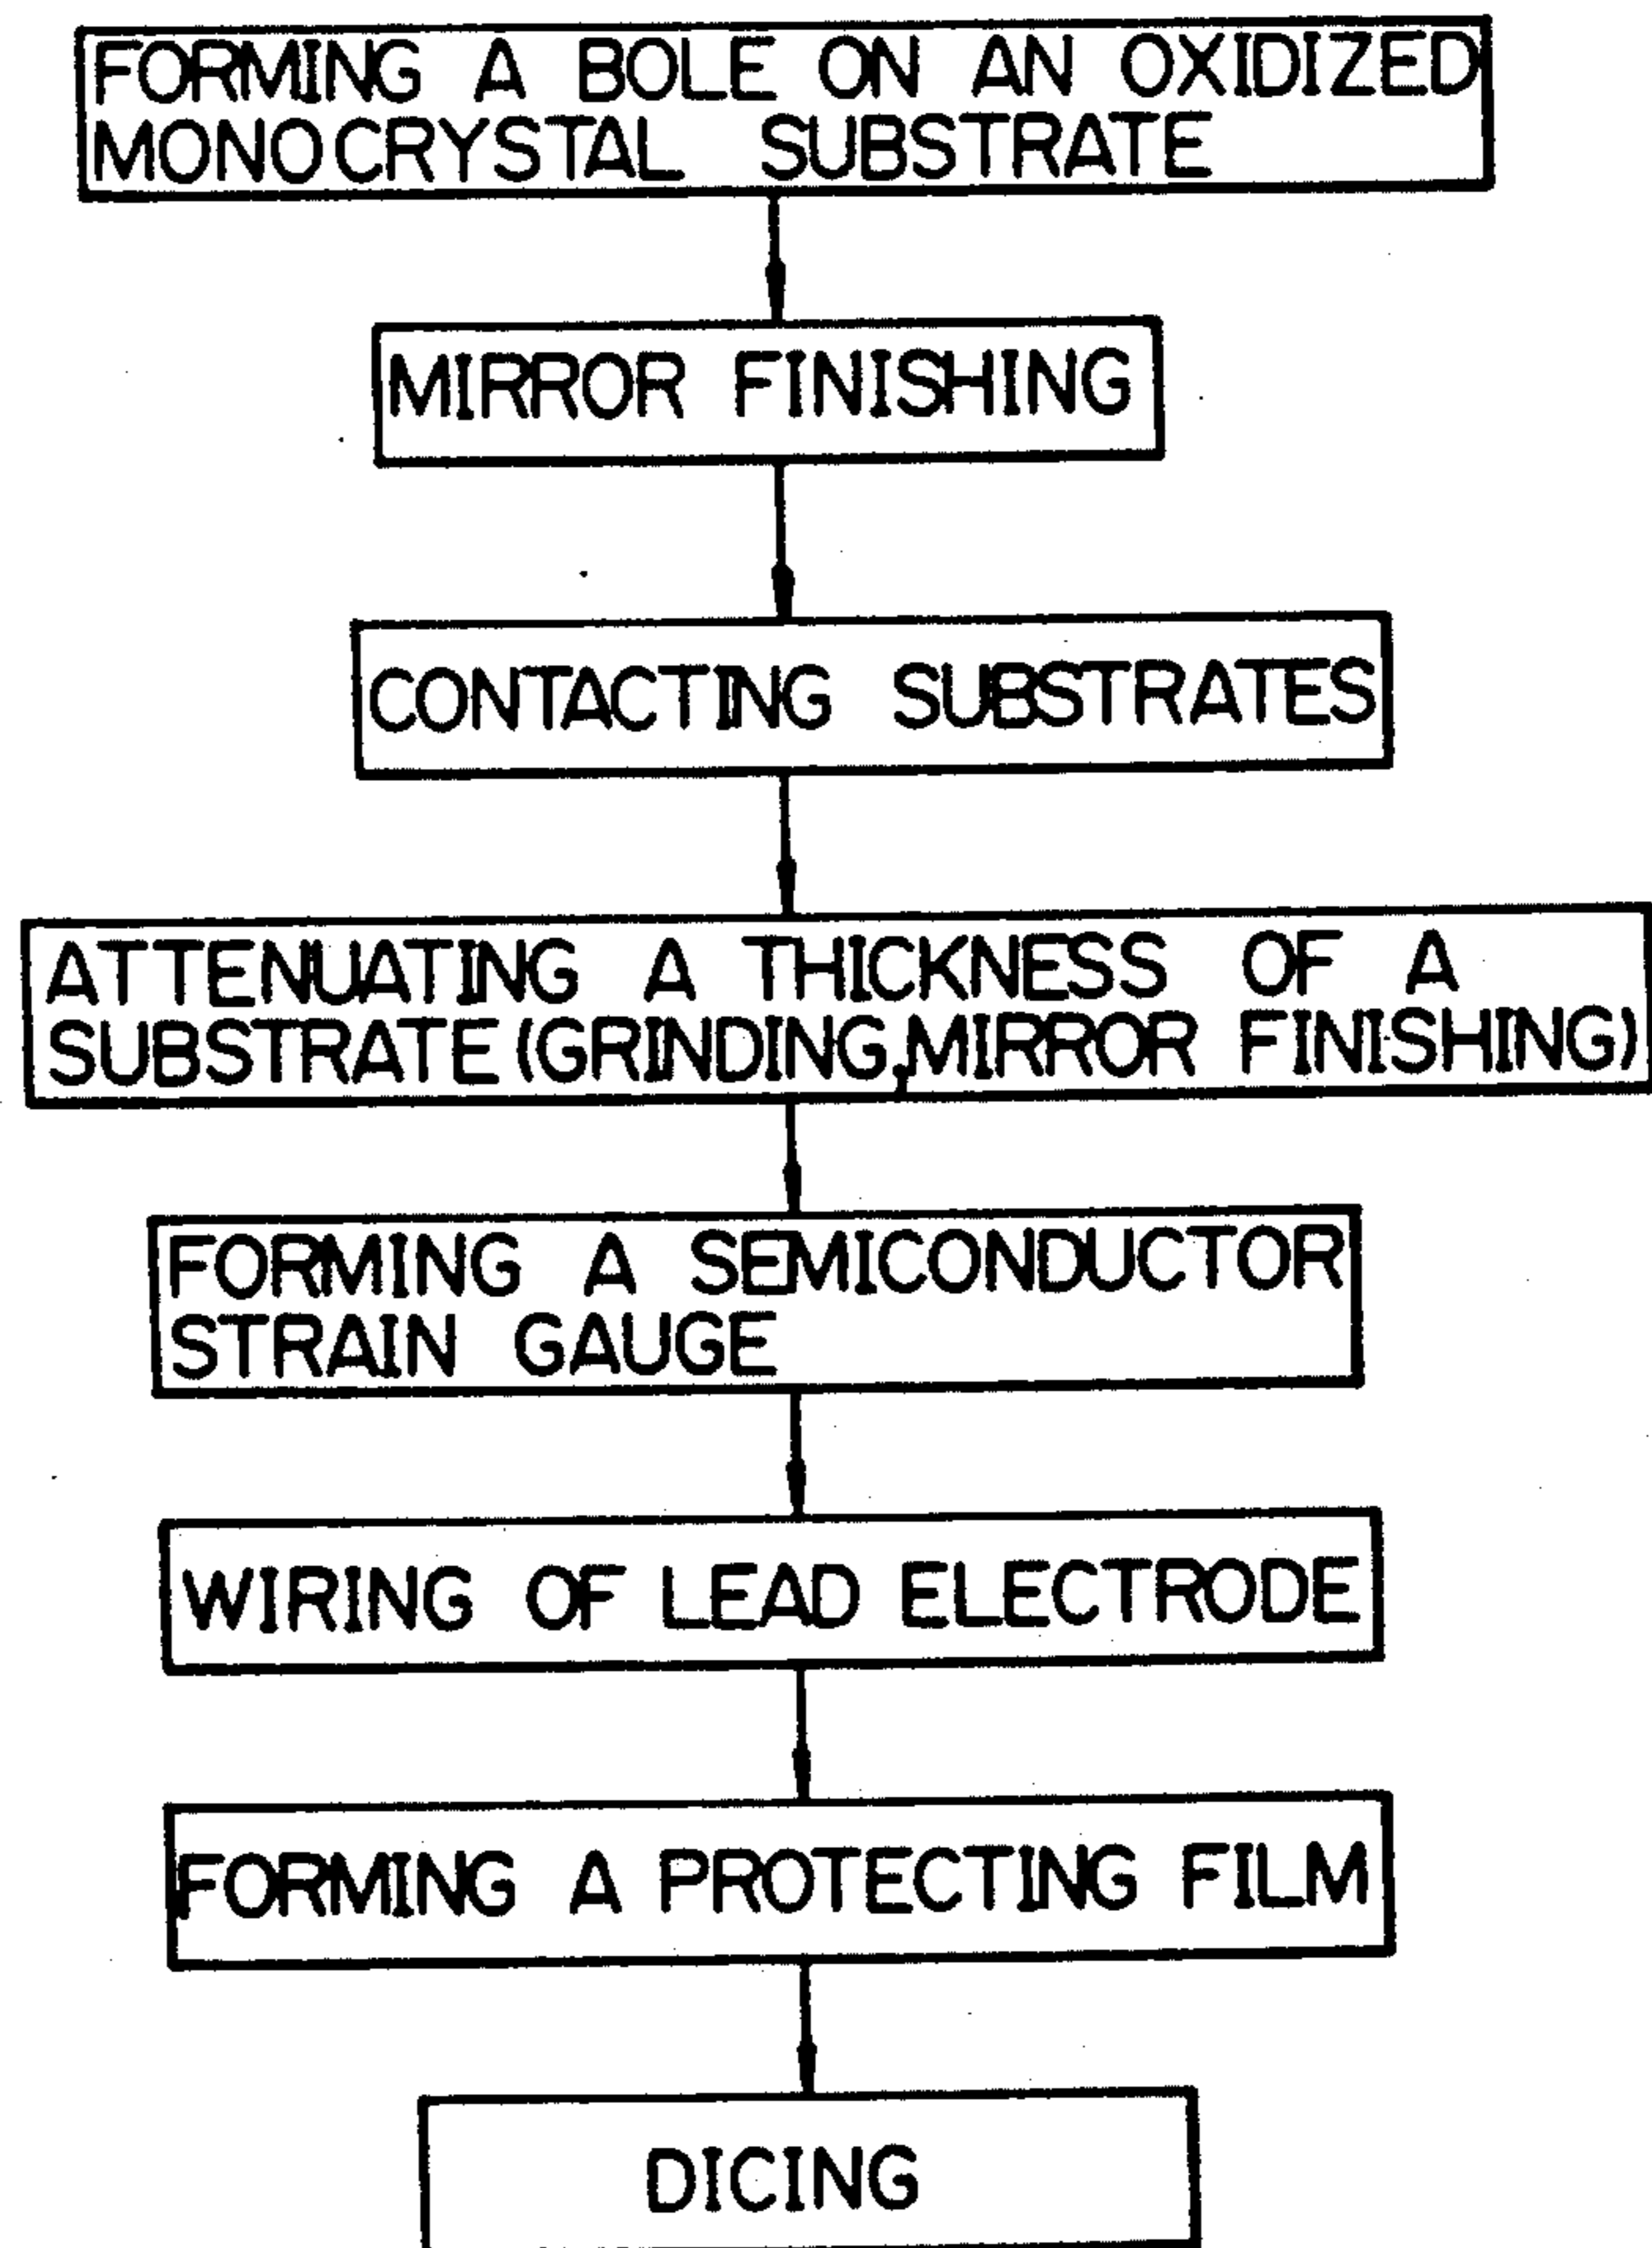 FORMING A BOLE ON AN OXIDIZED
MONOCRYSTAL SUBSTRATE
MIRROR FINISHING
CONTACTING SUBSTRATES
ATTENUATING A THICKNESS OF A
SUBSTRATE (GRINDING, MIRROR FINISHING)
FORMING A SEMICONDUCTOR
STRAIN GAUGE
WIRING OF LEAD ELECTRODE
FORMING A PROTECTING FILM
DICING